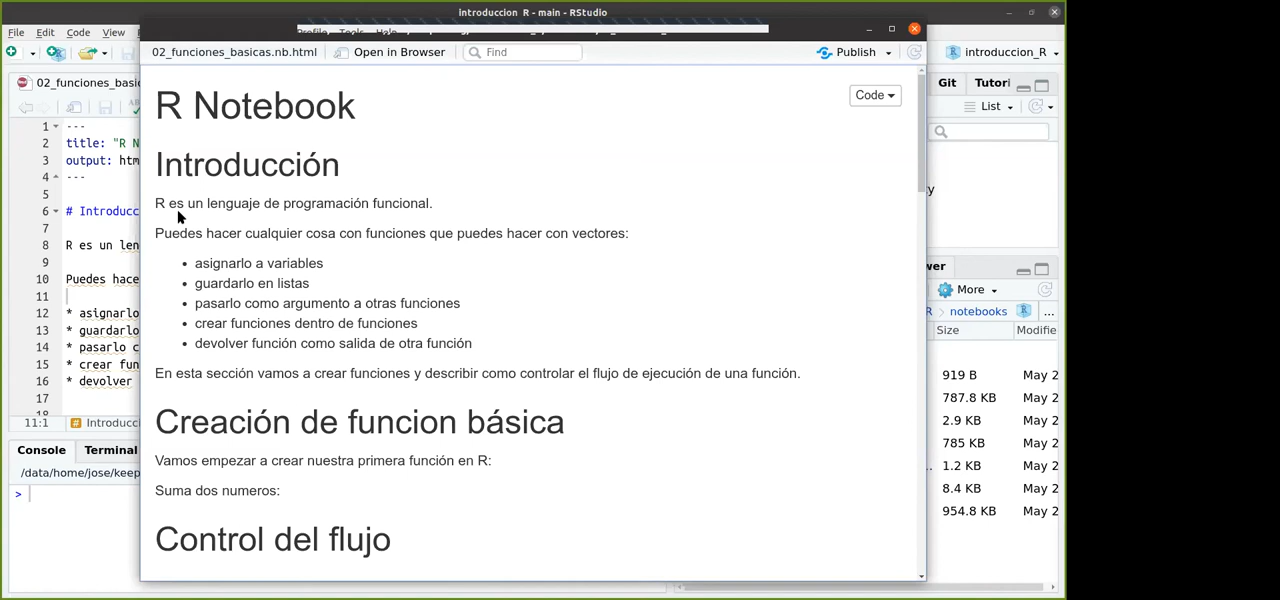 introduccion_R - main - RStudio
File Edit Code View
Profile Tools Help
02_funciones_basicas.nb.html Open in Browser Find Publish introduccion_R
02_funciones_basic Git Tutori
List
1 ---
2 title: "R N
3 output: htm
4 ---
5
6 # Introducc
7
8 R es un len
9
10 Puedes hace
11
12 * asignarlo
13 * guardarlo
14 * pasarlo c
15 * crear fun
16 * devolver
17
18
11:1 # Introducci
Console Terminal
/data/home/jose/keep
>
Code
R Notebook
Introducción
R es un lenguaje de programación funcional.
Puedes hacer cualquier cosa con funciones que puedes hacer con vectores:
• asignarlo a variables
• guardarlo en listas
• pasarlo como argumento a otras funciones
• crear funciones dentro de funciones
• devolver función como salida de otra función
En esta sección vamos a crear funciones y describir como controlar el flujo de ejecución de una función.
Creación de funcion básica
Vamos empezar a crear nuestra primera función en R:
Suma dos numeros:
Control del flujo
y
wer
More
R > notebooks R ...
Size Modifie
919 B May 2
787.8 KB May 2
2.9 KB May 2
785 KB May 2
.. 1.2 KB May 2
8.4 KB May 2
954.8 KB May 2